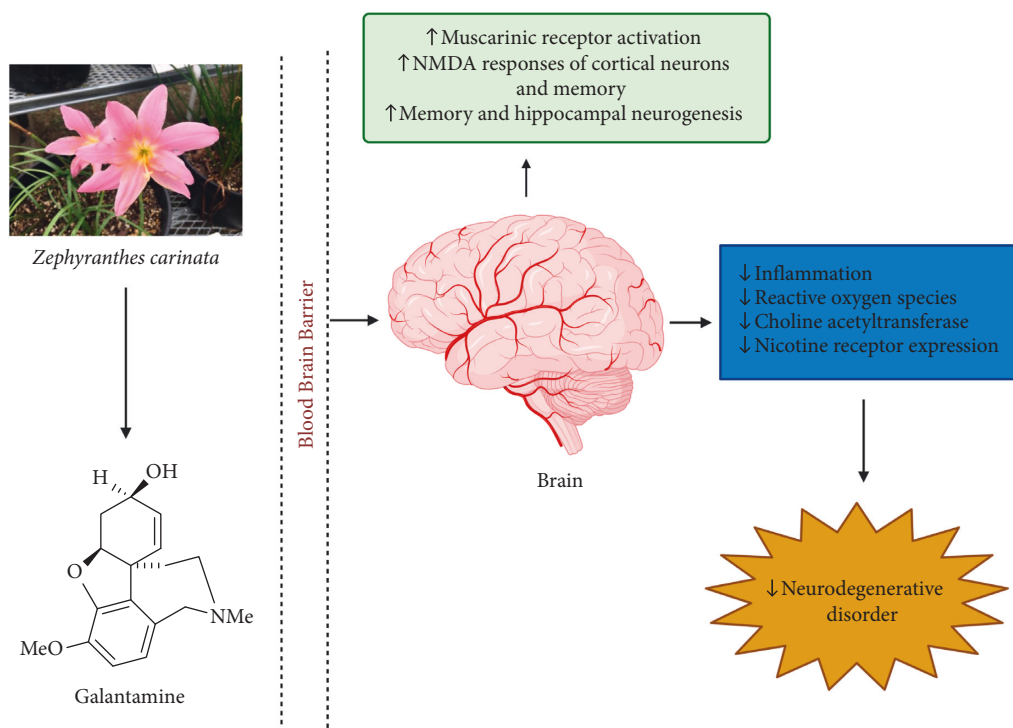 Zephyranthes carinata
H
OH
O
NMe
MeO
Galantamine
Blood Brain Barrier
↑Muscarinic receptor activation
↑NMDA responses of cortical neurons
and memory
↑Memory and hippocampal neurogenesis
Brain
↓Inflammation
↓Reactive oxygen species
↓Choline acetyltransferase
↓Nicotine receptor expression
↓Neurodegenerative
disorder